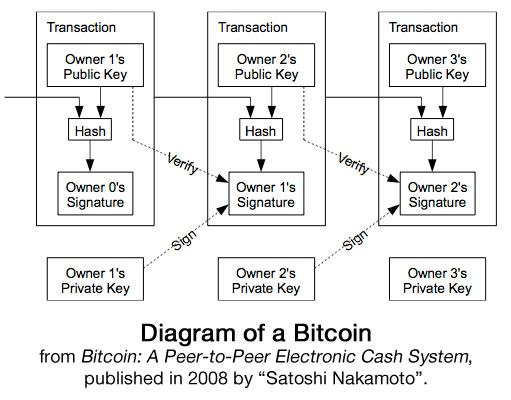 Transaction
Owner 1's
Public Key
Hash
Owner 0's
Signature
Transaction
Owner 2's
Public Key
Hash
Verify
Owner 1's
Signature
Sign
Transaction
Owner 3's
Public Key
Hash
Verify
Owner 2's
Signature
Sign
Owner 1's
Private Key
Owner 2's
Private Key
Owner 3's
Private Key
Diagram of a Bitcoin
from Bitcoin: A Peer-to-Peer Electronic Cash System,
published in 2008 by “Satoshi Nakamoto”.